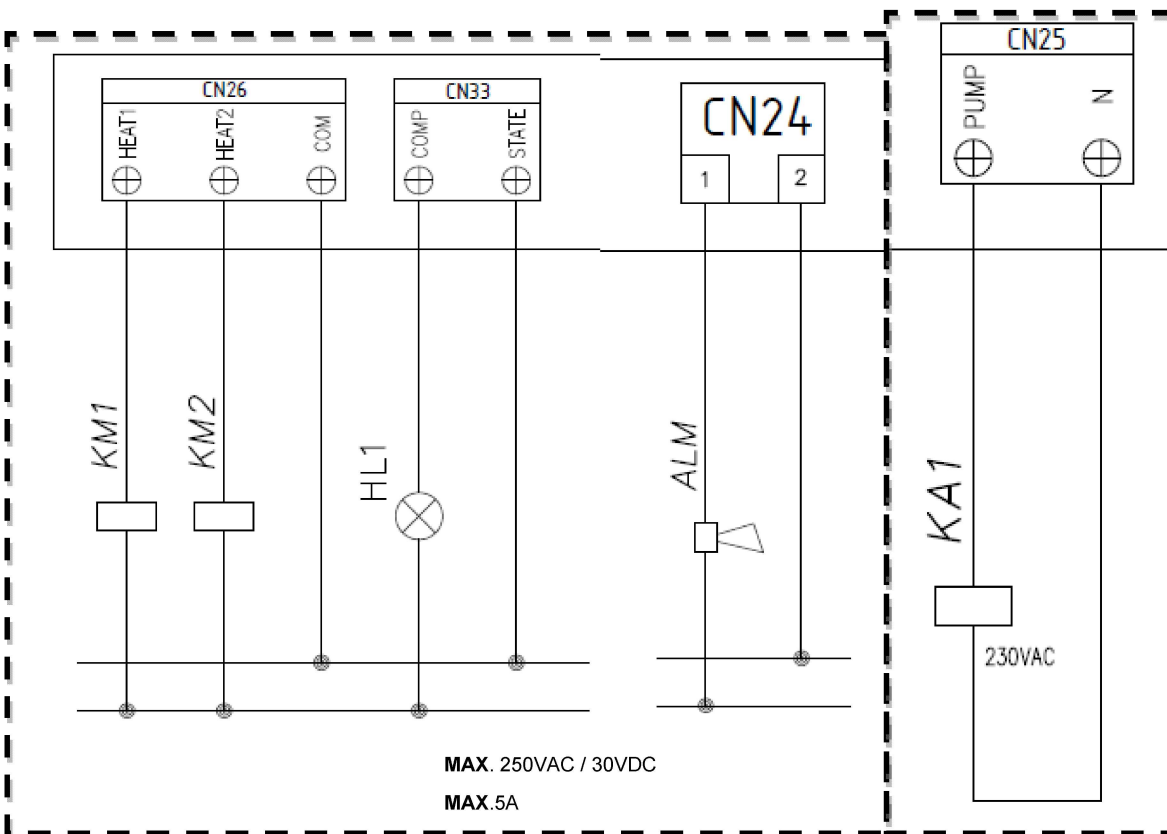 CN26
HEAT1
HEAT2
COM
CN33
COMP
STATE
CN24
1
2
CN25
PUMP
N
KM1
KM2
HL1
ALM
KA1
230VAC
MAX. 250VAC / 30VDC
MAX.5A